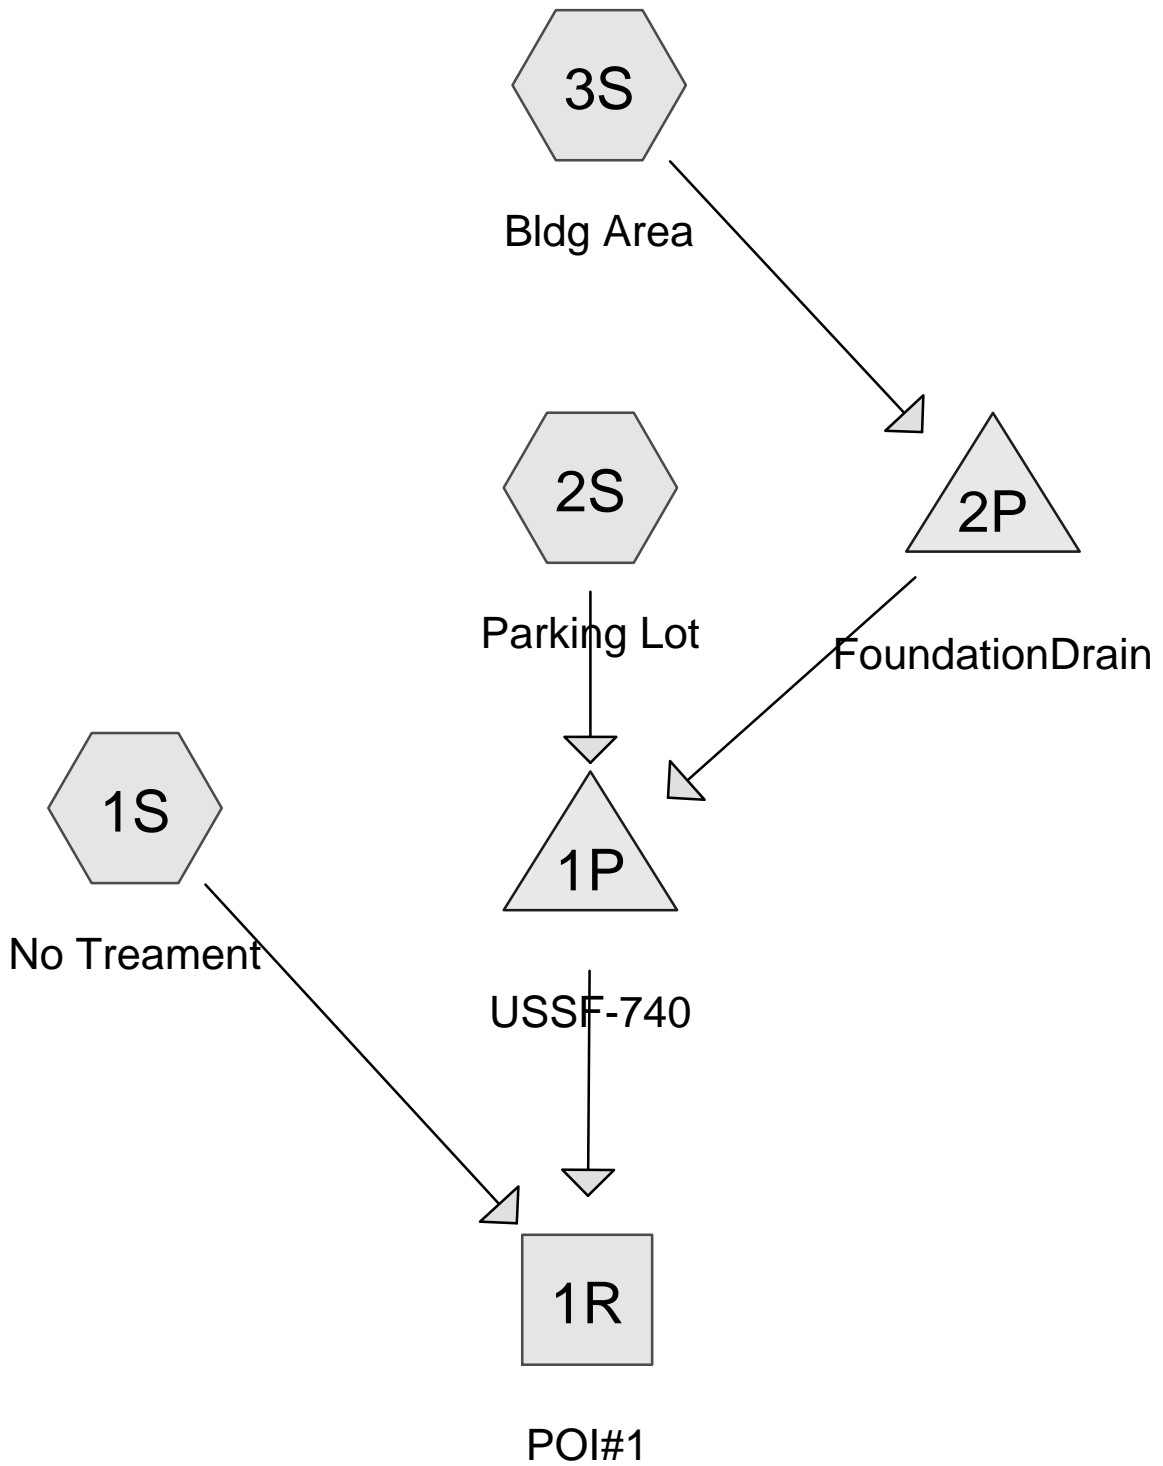 3S
Bldg Area
2S
Parking Lot
2P
FoundationDrain
1S
No Treament
1P
USSF-740
1R
POI#1